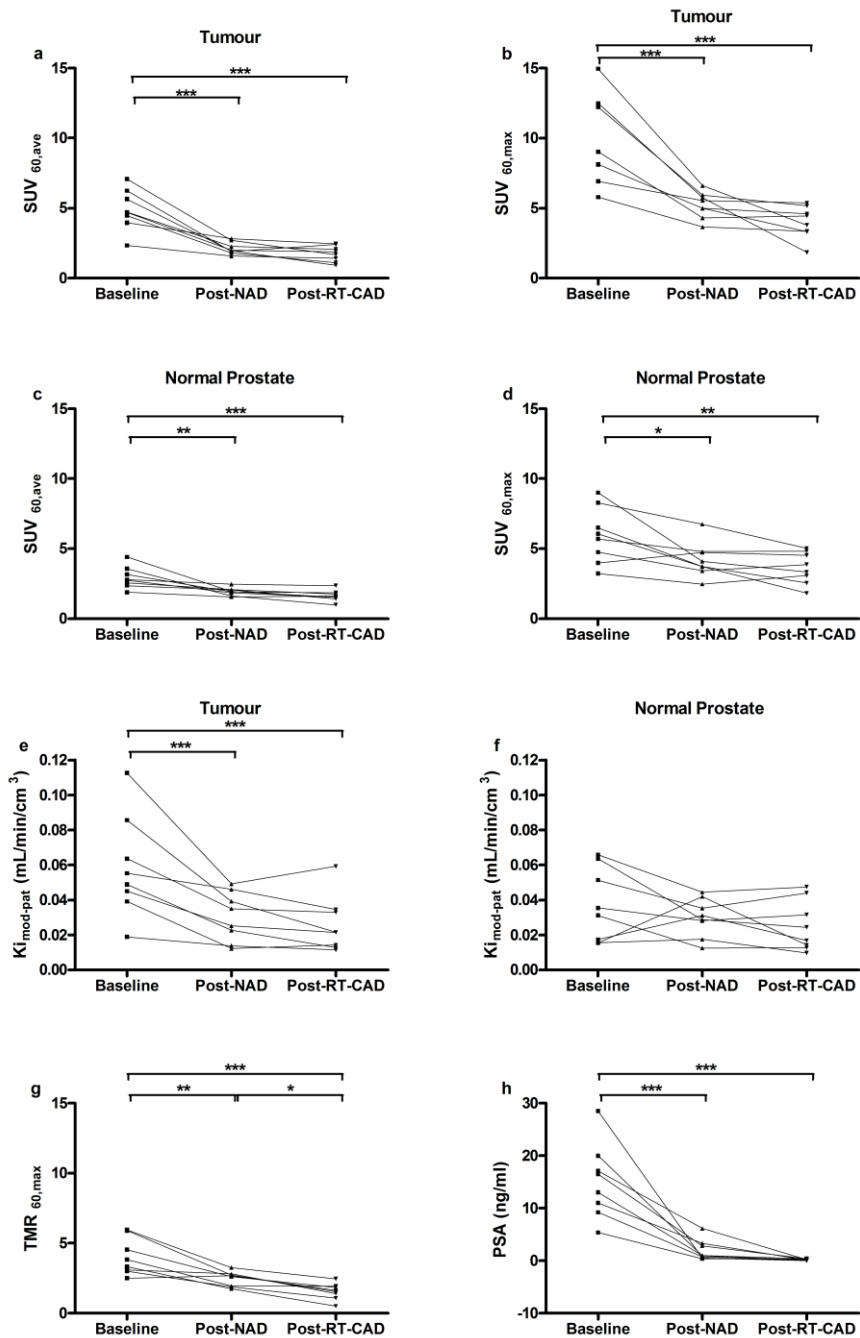 Tumour
a
***
***
15
10
5
0
SUV 60,ave
Baseline Post-NAD Post-RT-CAD
Tumour
b
***
***
15
10
5
0
SUV 60,max
Baseline Post-NAD Post-RT-CAD
Normal Prostate
c
***
**
15
10
5
0
SUV 60,ave
Baseline Post-NAD Post-RT-CAD
Normal Prostate
d
**
*
15
10
5
0
SUV 60,max
Baseline Post-NAD Post-RT-CAD
Tumour
e
***
***
0.12
0.10
0.08
0.06
0.04
0.02
0.00
Ki mod-pat (mL/min/cm 3)
Baseline Post-NAD Post-RT-CAD
Normal Prostate
f
0.12
0.10
0.08
0.06
0.04
0.02
0.00
Ki mod-pat (mL/min/cm 3)
Baseline Post-NAD Post-RT-CAD
g
***
** *
15
10
5
0
TMR 60,max
Baseline Post-NAD Post-RT-CAD
h
***
***
30
20
10
0
-10
PSA (ng/ml)
Baseline Post-NAD Post-RT-CAD